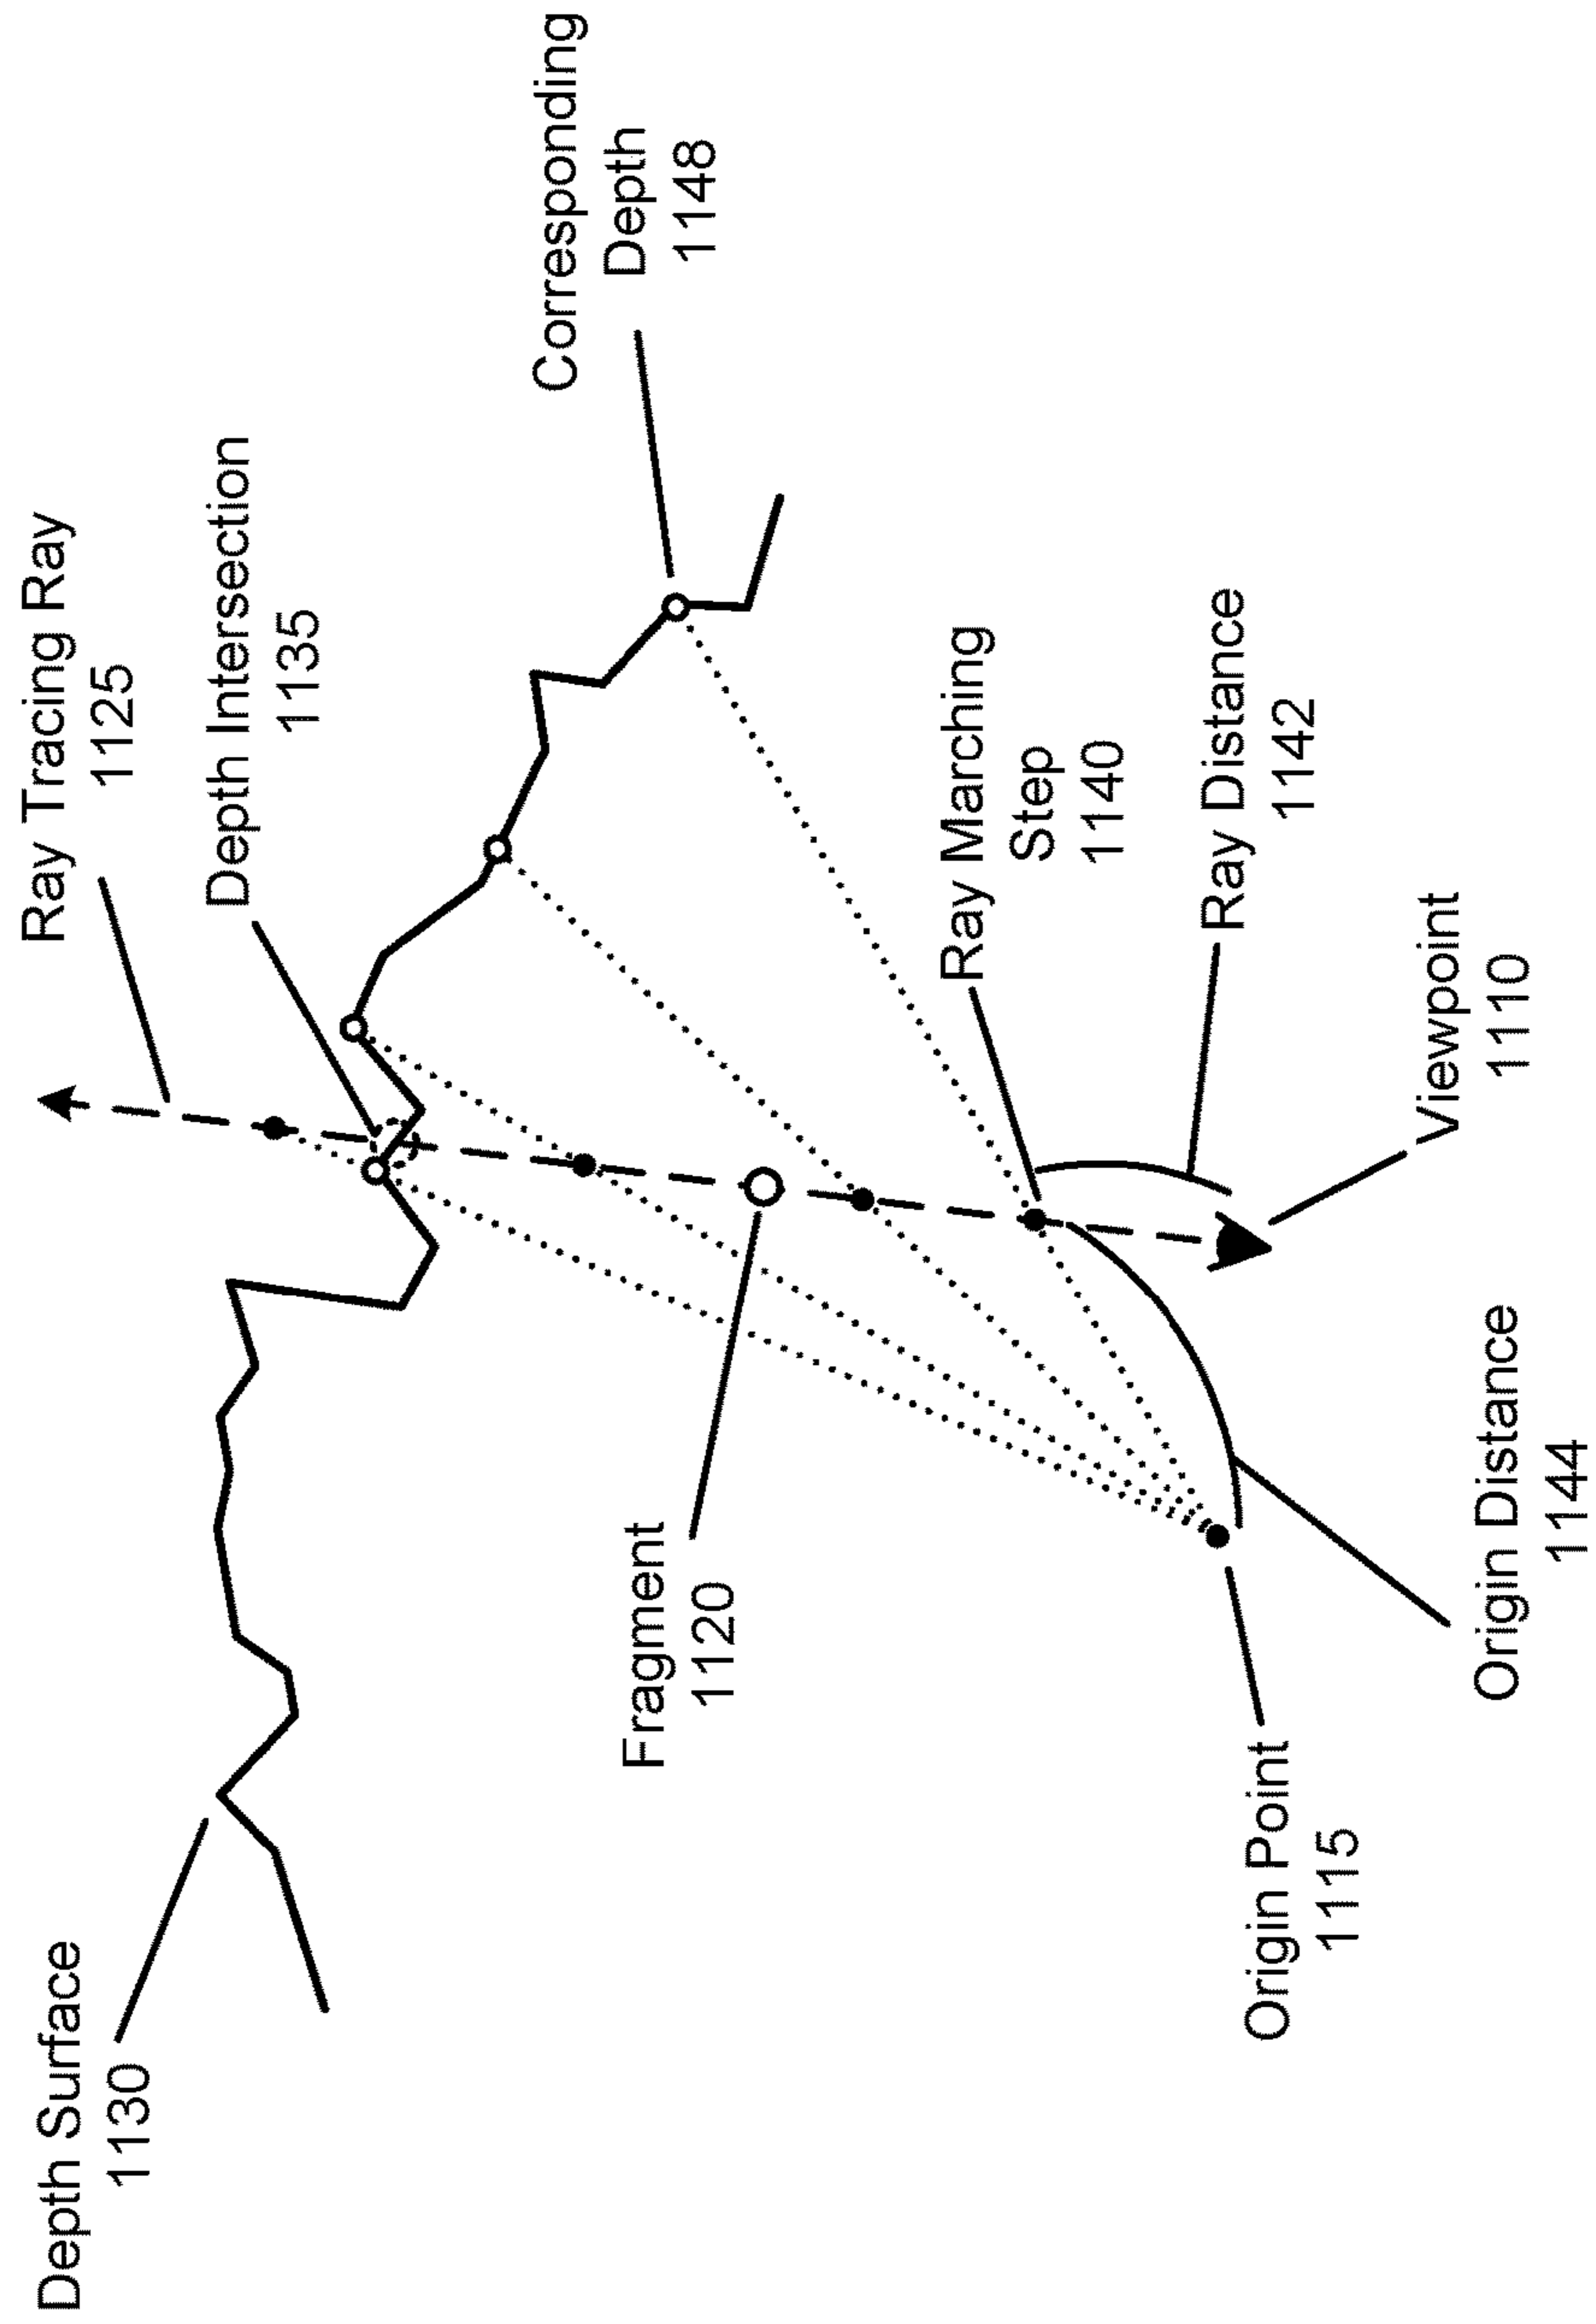 Depth Surface
1130
Ray Tracing Ray
1125
Depth Intersection
1135
Corresponding
Depth
1148
Fragment
1120
Ray Marching
Step
1140
Ray Distance
1142
Origin Point
1115
Viewpoint
1110
Origin Distance
1144